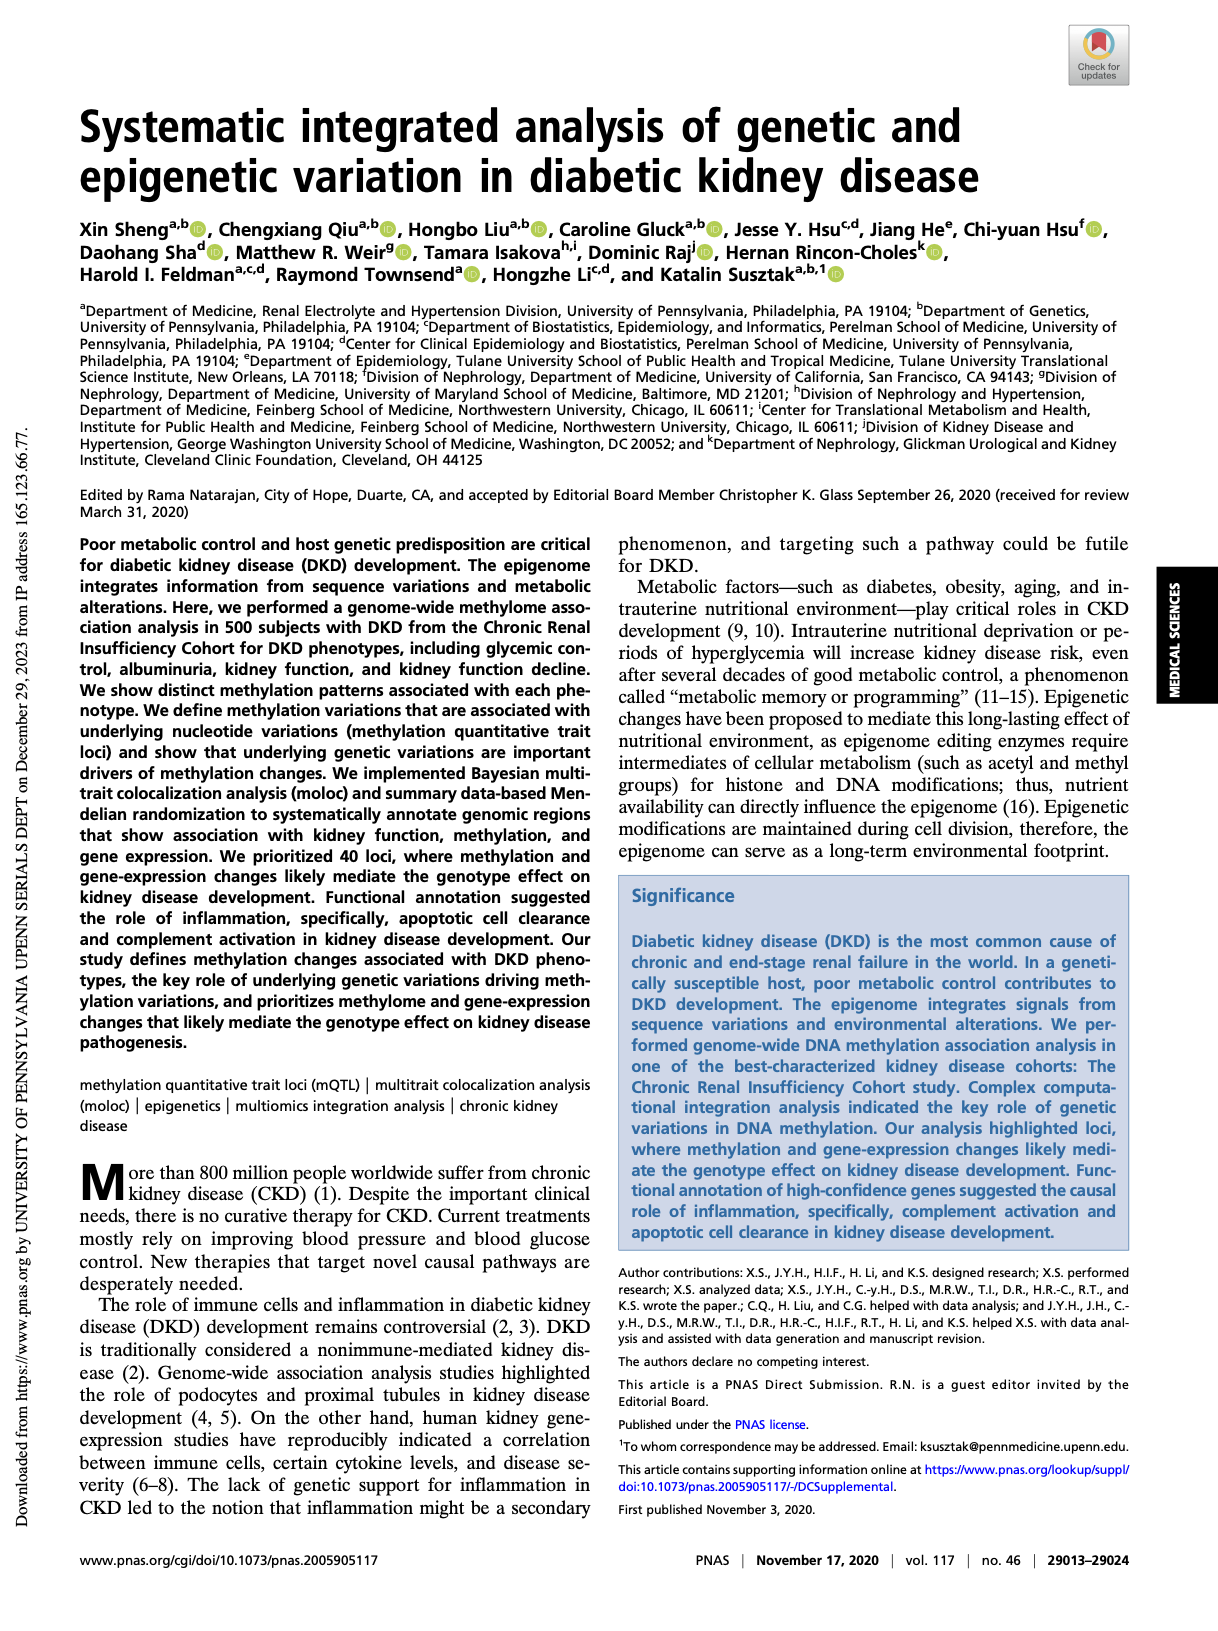 Check for
updates
Systematic integrated analysis of genetic and
epigenetic variation in diabetic kidney disease
Xin Sheng^a,b, Chengxiang Qiu^a,b, Hongbo Liu^a,b, Caroline Gluck^a,b, Jesse Y. Hsu^c,d, Jiang He^e, Chi-yuan Hsu^f,
Daohang Sha^d, Matthew R. Weir^g, Tamara Isakova^h,i, Dominic Raj^j, Hernan Rincon-Choles^k,
Harold I. Feldman^a,c,d, Raymond Townsend^a, Hongzhe Li^c,d, and Katalin Susztak^a,b,1
^aDepartment of Medicine, Renal Electrolyte and Hypertension Division, University of Pennsylvania, Philadelphia, PA 19104; ^bDepartment of Genetics,
University of Pennsylvania, Philadelphia, PA 19104; ^cDepartment of Biostatistics, Epidemiology, and Informatics, Perelman School of Medicine, University of
Pennsylvania, Philadelphia, PA 19104; ^dCenter for Clinical Epidemiology and Biostatistics, Perelman School of Medicine, University of Pennsylvania,
Philadelphia, PA 19104; ^eDepartment of Epidemiology, Tulane University School of Public Health and Tropical Medicine, Tulane University Translational
Science Institute, New Orleans, LA 70118; ^fDivision of Nephrology, Department of Medicine, University of California, San Francisco, CA 94143; ^gDivision of
Nephrology, Department of Medicine, University of Maryland School of Medicine, Baltimore, MD 21201; ^hDivision of Nephrology and Hypertension,
Department of Medicine, Feinberg School of Medicine, Northwestern University, Chicago, IL 60611; ^iCenter for Translational Metabolism and Health,
Institute for Public Health and Medicine, Feinberg School of Medicine, Northwestern University, Chicago, IL 60611; ^jDivision of Kidney Disease and
Hypertension, George Washington University School of Medicine, Washington, DC 20052; and ^kDepartment of Nephrology, Glickman Urological and Kidney
Institute, Cleveland Clinic Foundation, Cleveland, OH 44125
Edited by Rama Natarajan, City of Hope, Duarte, CA, and accepted by Editorial Board Member Christopher K. Glass September 26, 2020 (received for review
March 31, 2020)
Poor metabolic control and host genetic predisposition are critical
for diabetic kidney disease (DKD) development. The epigenome
integrates information from sequence variations and metabolic
alterations. Here, we performed a genome-wide methylome asso-
ciation analysis in 500 subjects with DKD from the Chronic Renal
Insufficiency Cohort for DKD phenotypes, including glycemic con-
trol, albuminuria, kidney function, and kidney function decline.
We show distinct methylation patterns associated with each phe-
notype. We define methylation variations that are associated with
underlying nucleotide variations (methylation quantitative trait
loci) and show that underlying genetic variations are important
drivers of methylation changes. We implemented Bayesian multi-
trait colocalization analysis (moloc) and summary data-based Men-
delian randomization to systematically annotate genomic regions
that show association with kidney function, methylation, and
gene expression. We prioritized 40 loci, where methylation and
gene-expression changes likely mediate the genotype effect on
kidney disease development. Functional annotation suggested
the role of inflammation, specifically, apoptotic cell clearance
and complement activation in kidney disease development. Our
study defines methylation changes associated with DKD pheno-
types, the key role of underlying genetic variations driving meth-
ylation variations, and prioritizes methylome and gene-expression
changes that likely mediate the genotype effect on kidney disease
pathogenesis.
methylation quantitative trait loci (mQTL) | multitrait colocalization analysis
(moloc) | epigenetics | multiomics integration analysis | chronic kidney
disease
More than 800 million people worldwide suffer from chronic
kidney disease (CKD) (1). Despite the important clinical
needs, there is no curative therapy for CKD. Current treatments
mostly rely on improving blood pressure and blood glucose
control. New therapies that target novel causal pathways are
desperately needed.
The role of immune cells and inflammation in diabetic kidney
disease (DKD) development remains controversial (2, 3). DKD
is traditionally considered a nonimmune-mediated kidney dis-
ease (2). Genome-wide association analysis studies highlighted
the role of podocytes and proximal tubules in kidney disease
development (4, 5). On the other hand, human kidney gene-
expression studies have reproducibly indicated a correlation
between immune cells, certain cytokine levels, and disease se-
verity (6–8). The lack of genetic support for inflammation in
CKD led to the notion that inflammation might be a secondary
phenomenon, and targeting such a pathway could be futile
for DKD.
Metabolic factors—such as diabetes, obesity, aging, and in-
trauterine nutritional environment—play critical roles in CKD
development (9, 10). Intrauterine nutritional deprivation or pe-
riods of hyperglycemia will increase kidney disease risk, even
after several decades of good metabolic control, a phenomenon
called “metabolic memory or programming” (11–15). Epigenetic
changes have been proposed to mediate this long-lasting effect of
nutritional environment, as epigenome editing enzymes require
intermediates of cellular metabolism (such as acetyl and methyl
groups) for histone and DNA modifications; thus, nutrient
availability can directly influence the epigenome (16). Epigenetic
modifications are maintained during cell division, therefore, the
epigenome can serve as a long-term environmental footprint.
Significance
Diabetic kidney disease (DKD) is the most common cause of
chronic and end-stage renal failure in the world. In a geneti-
cally susceptible host, poor metabolic control contributes to
DKD development. The epigenome integrates signals from
sequence variations and environmental alterations. We per-
formed genome-wide DNA methylation association analysis in
one of the best-characterized kidney disease cohorts: The
Chronic Renal Insufficiency Cohort study. Complex computa-
tional integration analysis indicated the key role of genetic
variations in DNA methylation. Our analysis highlighted loci,
where methylation and gene-expression changes likely medi-
ate the genotype effect on kidney disease development. Func-
tional annotation of high-confidence genes suggested the causal
role of inflammation, specifically, complement activation and
apoptotic cell clearance in kidney disease development.
Author contributions: X.S., J.Y.H., H.I.F., H. Li, and K.S. designed research; X.S. performed
research; X.S. analyzed data; X.S., J.Y.H., C.-y.H., D.S., M.R.W., T.I., D.R., H.R.-C., R.T., and
K.S. wrote the paper.; C.Q., H. Liu, and C.G. helped with data analysis; and J.Y.H., J.H., C.-
y.H., D.S., M.R.W., T.I., D.R., H.R.-C., H.I.F., R.T., H. Li, and K.S. helped X.S. with data anal-
ysis and assisted with data generation and manuscript revision.
The authors declare no competing interest.
This article is a PNAS Direct Submission. R.N. is a guest editor invited by the
Editorial Board.
Published under the PNAS license.
^1To whom correspondence may be addressed. Email: ksusztak@pennmedicine.upenn.edu.
This article contains supporting information online at https://www.pnas.org/lookup/suppl/
doi:10.1073/pnas.2005905117/-/DCSupplemental.
First published November 3, 2020.
MEDICAL SCIENCES
Downloaded from https://www.pnas.org by UNIVERSITY OF PENNSYLVANIA UPENN SERIALS DEPT on December 29, 2023 from IP address 165.123.66.77.
www.pnas.org/cgi/doi/10.1073/pnas.2005905117
PNAS | November 17, 2020 | vol. 117 | no. 46 | 29013–29024